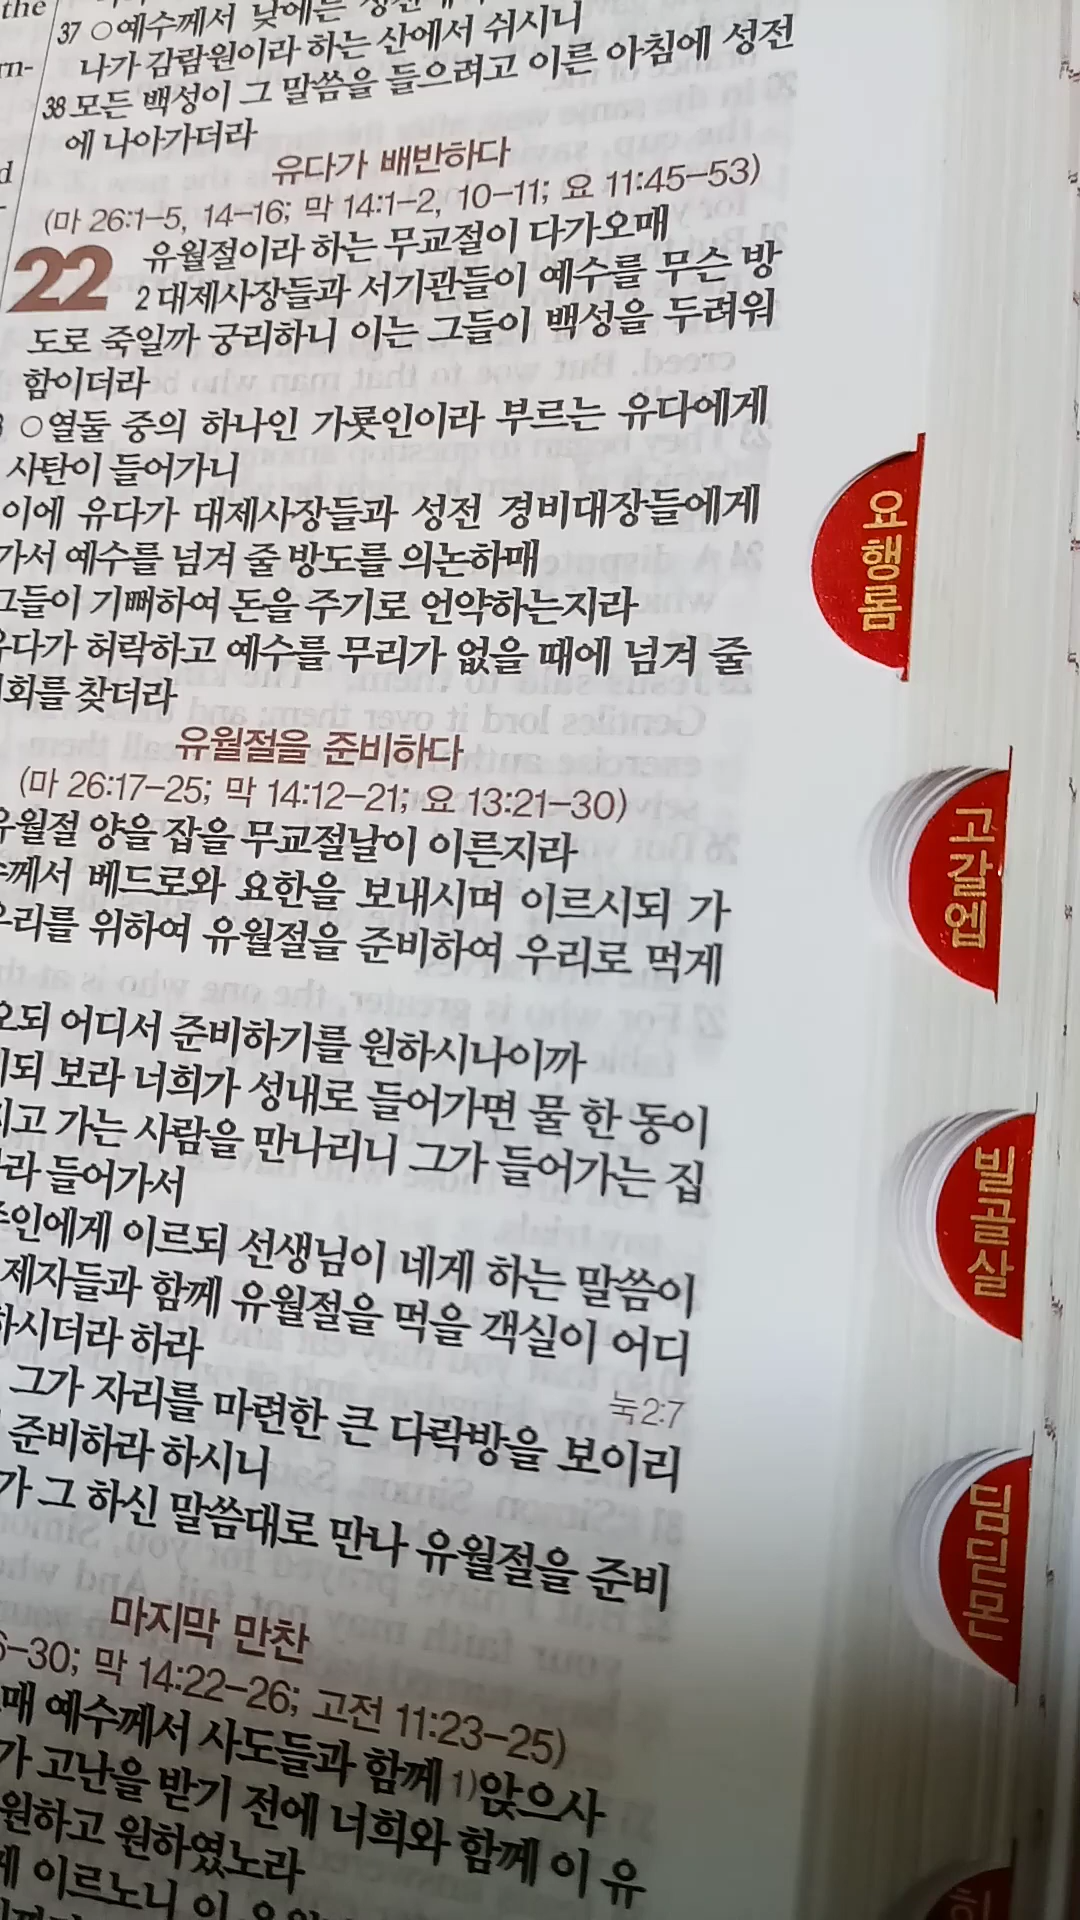 the
37 ○예수께서 낮에는
나가 감람원이라 하는 산에서 쉬시니
38 모든 백성이 그 말씀을 들으려고 이른 아침에 성전
에 나아가더라
유다가 배반하다
(마 26:1-5, 14-16; 막 14:1-2, 10-11; 요 11:45-53)
22 유월절이라 하는 무교절이 다가오매
2 대제사장들과 서기관들이 예수를 무슨 방
도로 죽일까 궁리하니 이는 그들이 백성을 두려워
함이더라
○열둘 중의 하나인 가룟인이라 부르는 유다에게
사탄이 들어가니
이에 유다가 대제사장들과 성전 경비대장들에게
가서 예수를 넘겨 줄 방도를 의논하매
그들이 기뻐하여 돈을 주기로 언약하는지라
유다가 허락하고 예수를 무리가 없을 때에 넘겨 줄
회를 찾더라
유월절을 준비하다
(마 26:17-25; 막 14:12-21; 요 13:21-30)
유월절 양을 잡을 무교절날이 이른지라
께서 베드로와 요한을 보내시며 이르시되 가
우리를 위하여 유월절을 준비하여 우리로 먹게
오되 어디서 준비하기를 원하시나이까
되 보라 너희가 성내로 들어가면 물 한 동이
지고 가는 사람을 만나리니 그가 들어가는 집
라 들어가서
주인에게 이르되 선생님이 네게 하는 말씀이
제자들과 함께 유월절을 먹을 객실이 어디
하시더라 하라
눅2:7
그가 자리를 마련한 큰 다락방을 보이리
준비하라 하시니
가 그 하신 말씀대로 만나 유월절을 준비
마지막 만찬
-30; 막 14:22-26; 고전 11:23-25)
매 예수께서 사도들과 함께 1)앉으사
가 고난을 받기 전에 너희와 함께 이 유
원하고 원하였노라
이르노니 이
요행롬
고갈엡
빌골살
딤딛몬
히